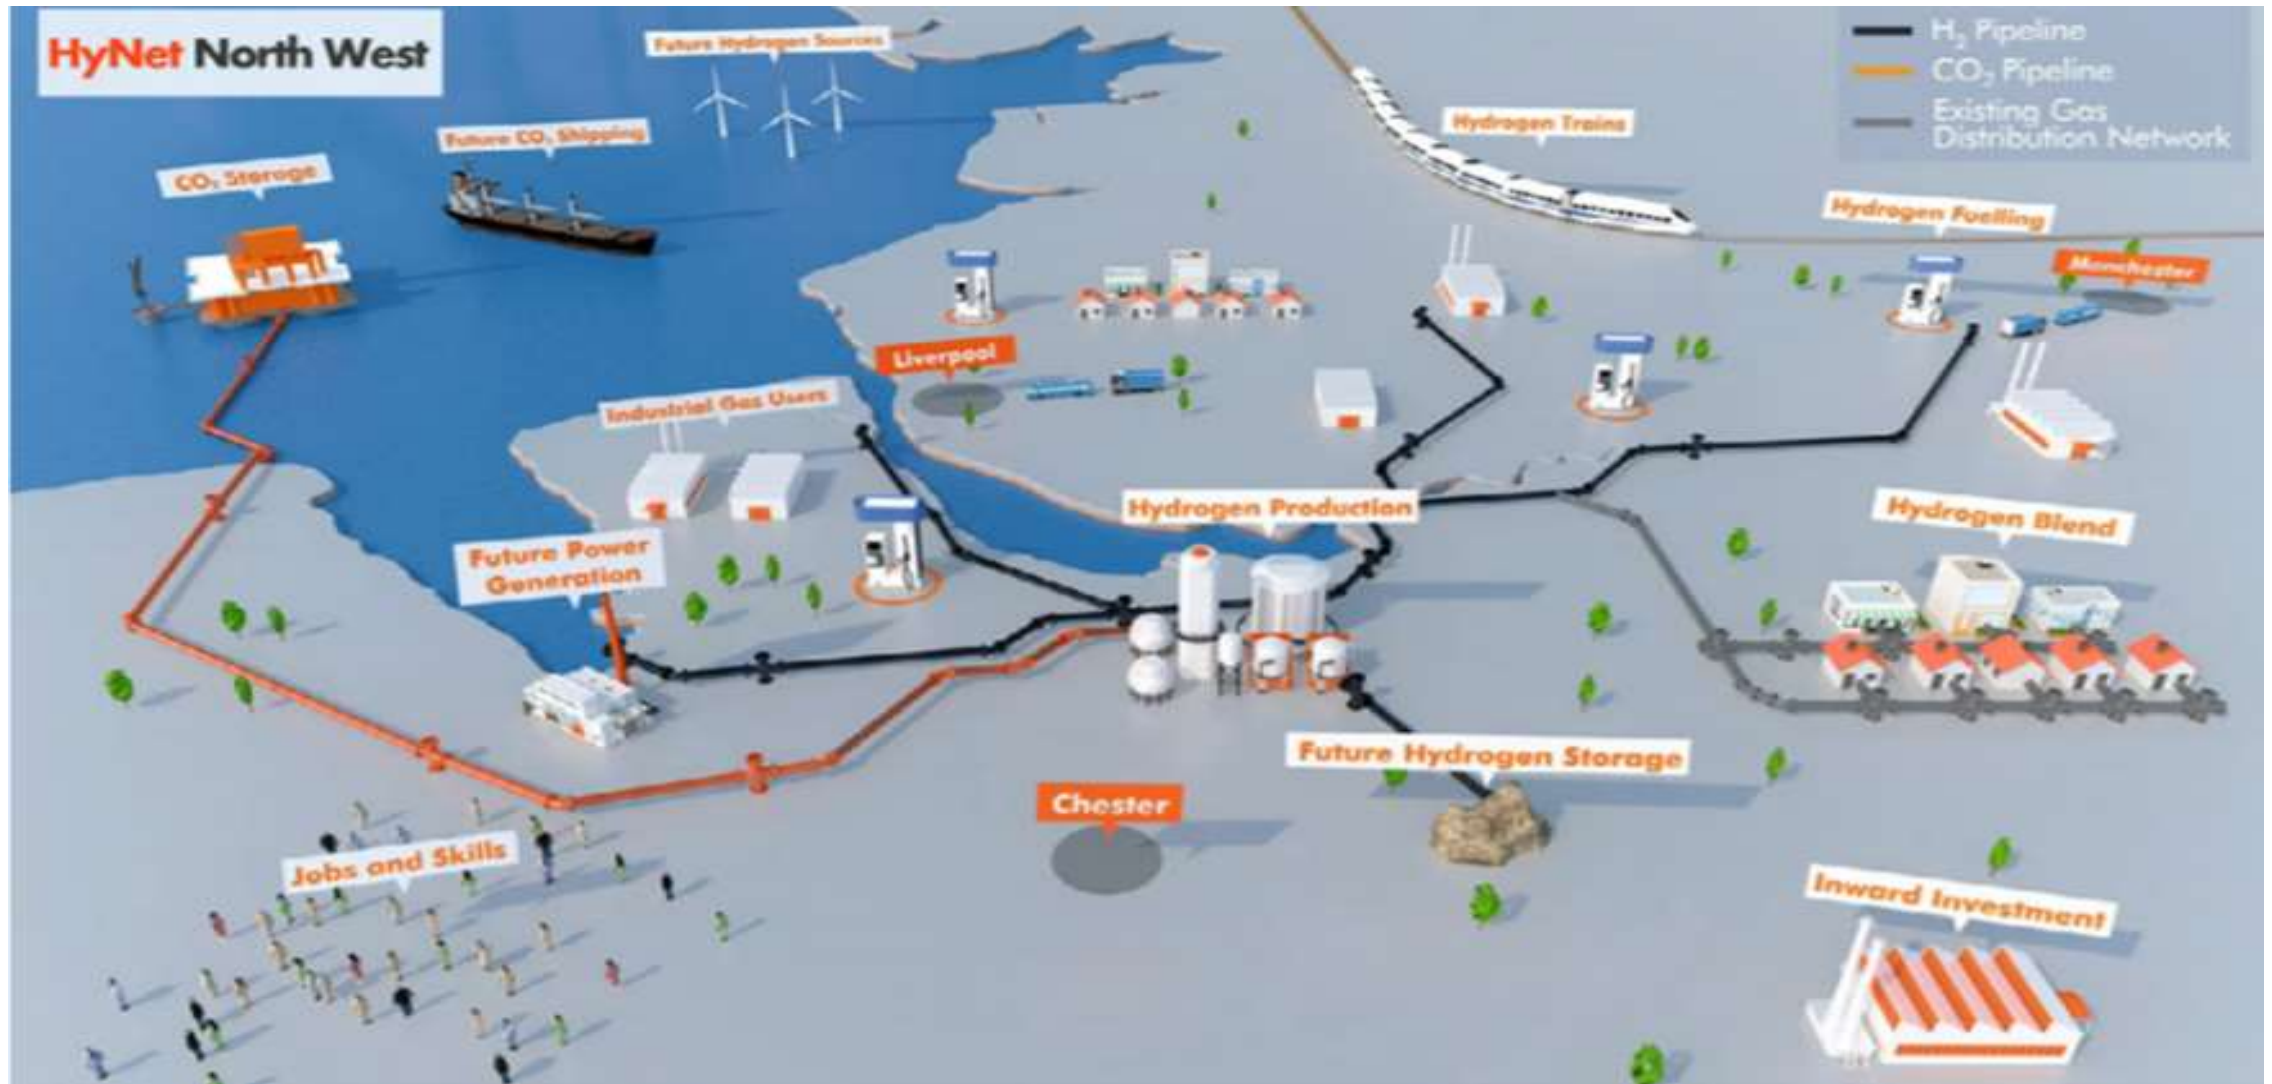 HyNet North West
Future Hydrogen Sources
H₂ Pipeline
CO₂ Pipeline
Existing Gas
Distribution Network
Future CO₂ Shipping
Hydrogen Trains
CO₂ Storage
Hydrogen Fuelling
Manchester
Liverpool
Industrial Gas Users
Hydrogen Production
Hydrogen Blend
Future Power
Generation
Future Hydrogen Storage
Chester
Jobs and Skills
Inward Investment